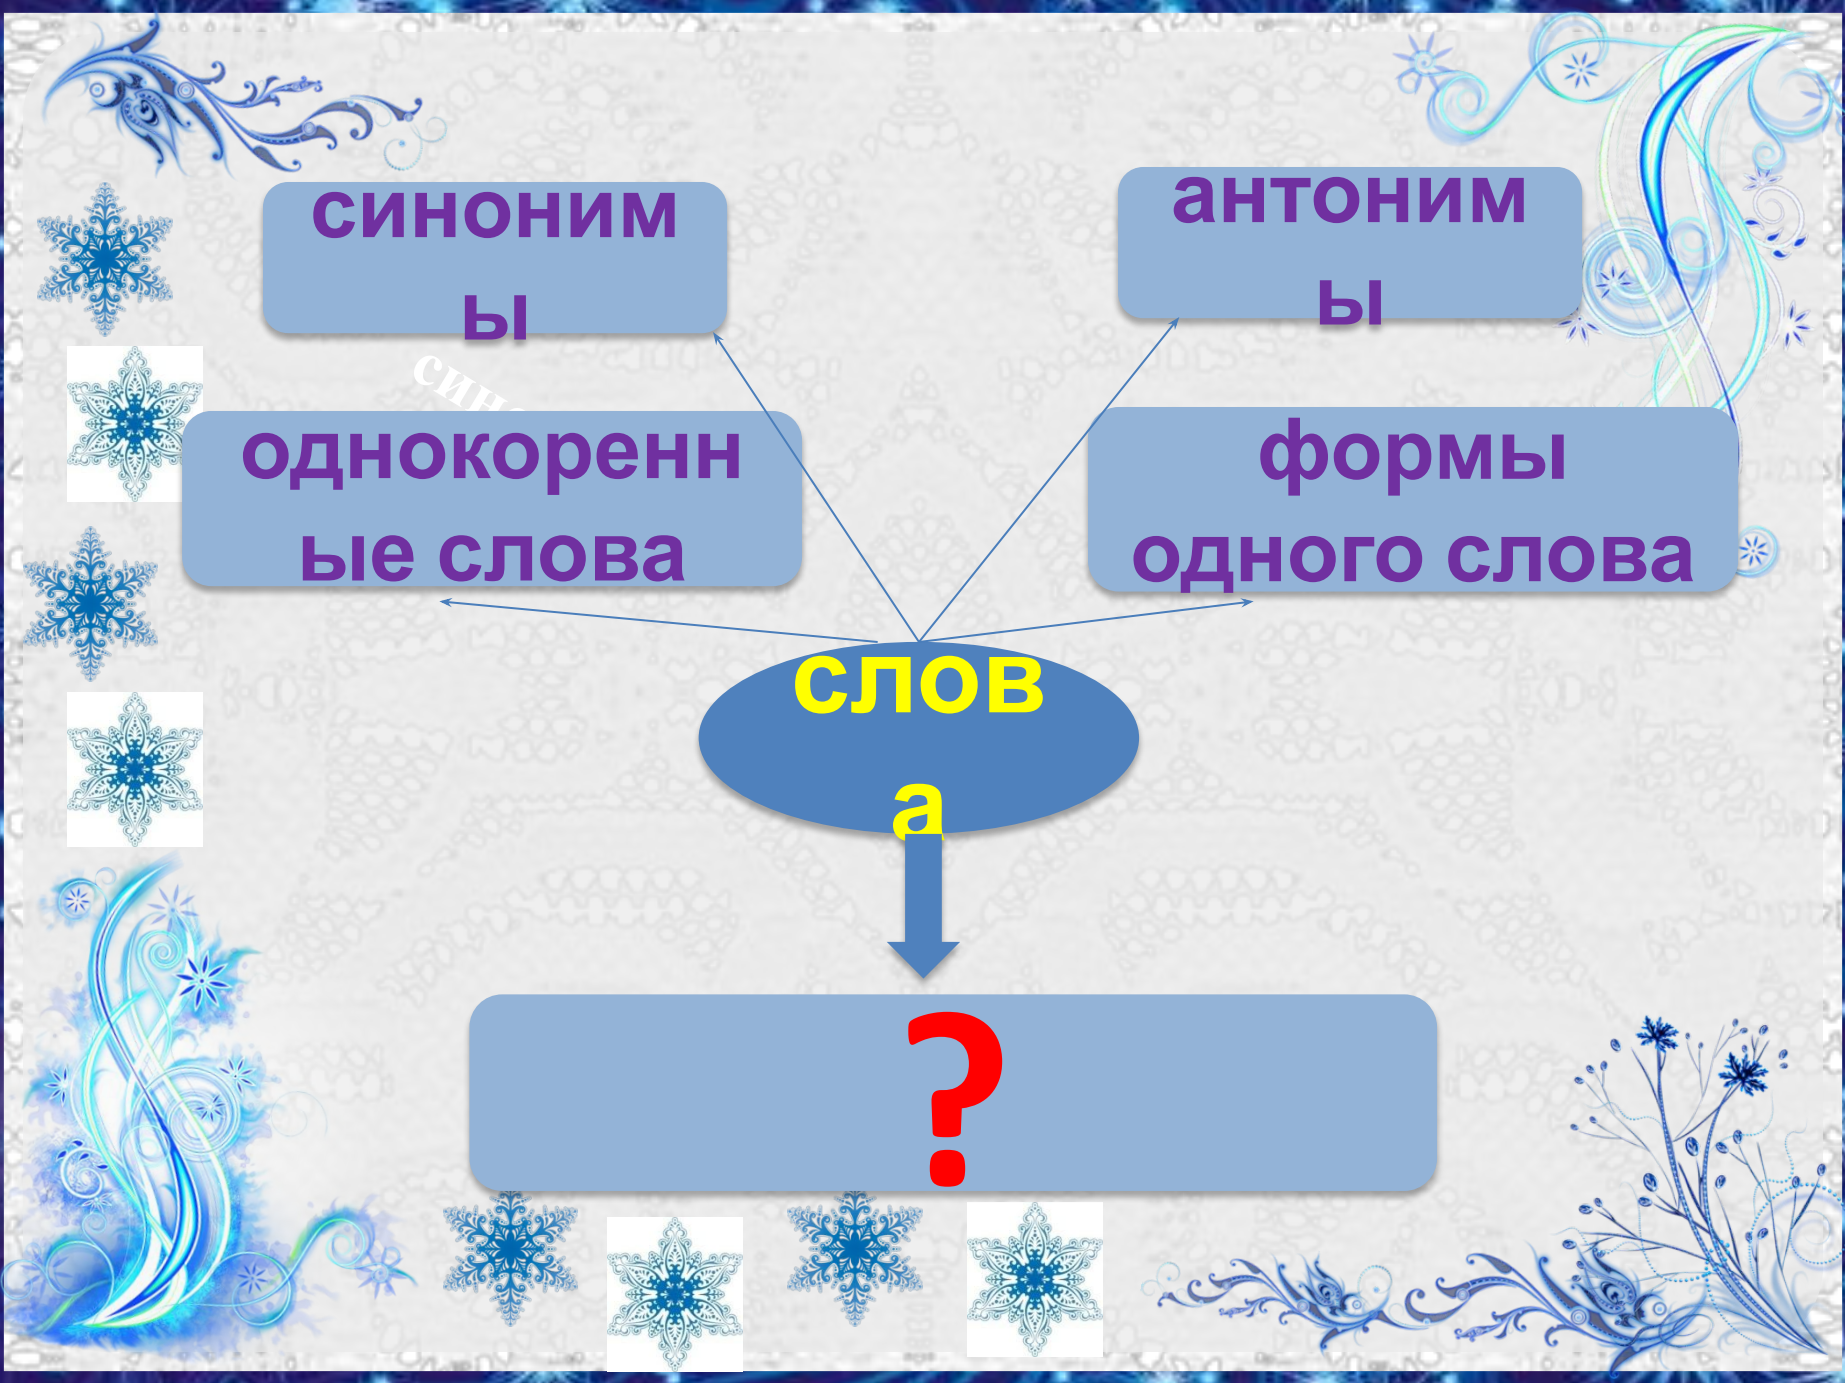 синоним
ы
антоним
ы
однокоренн
ые слова
формы
одного слова
слов
а
?